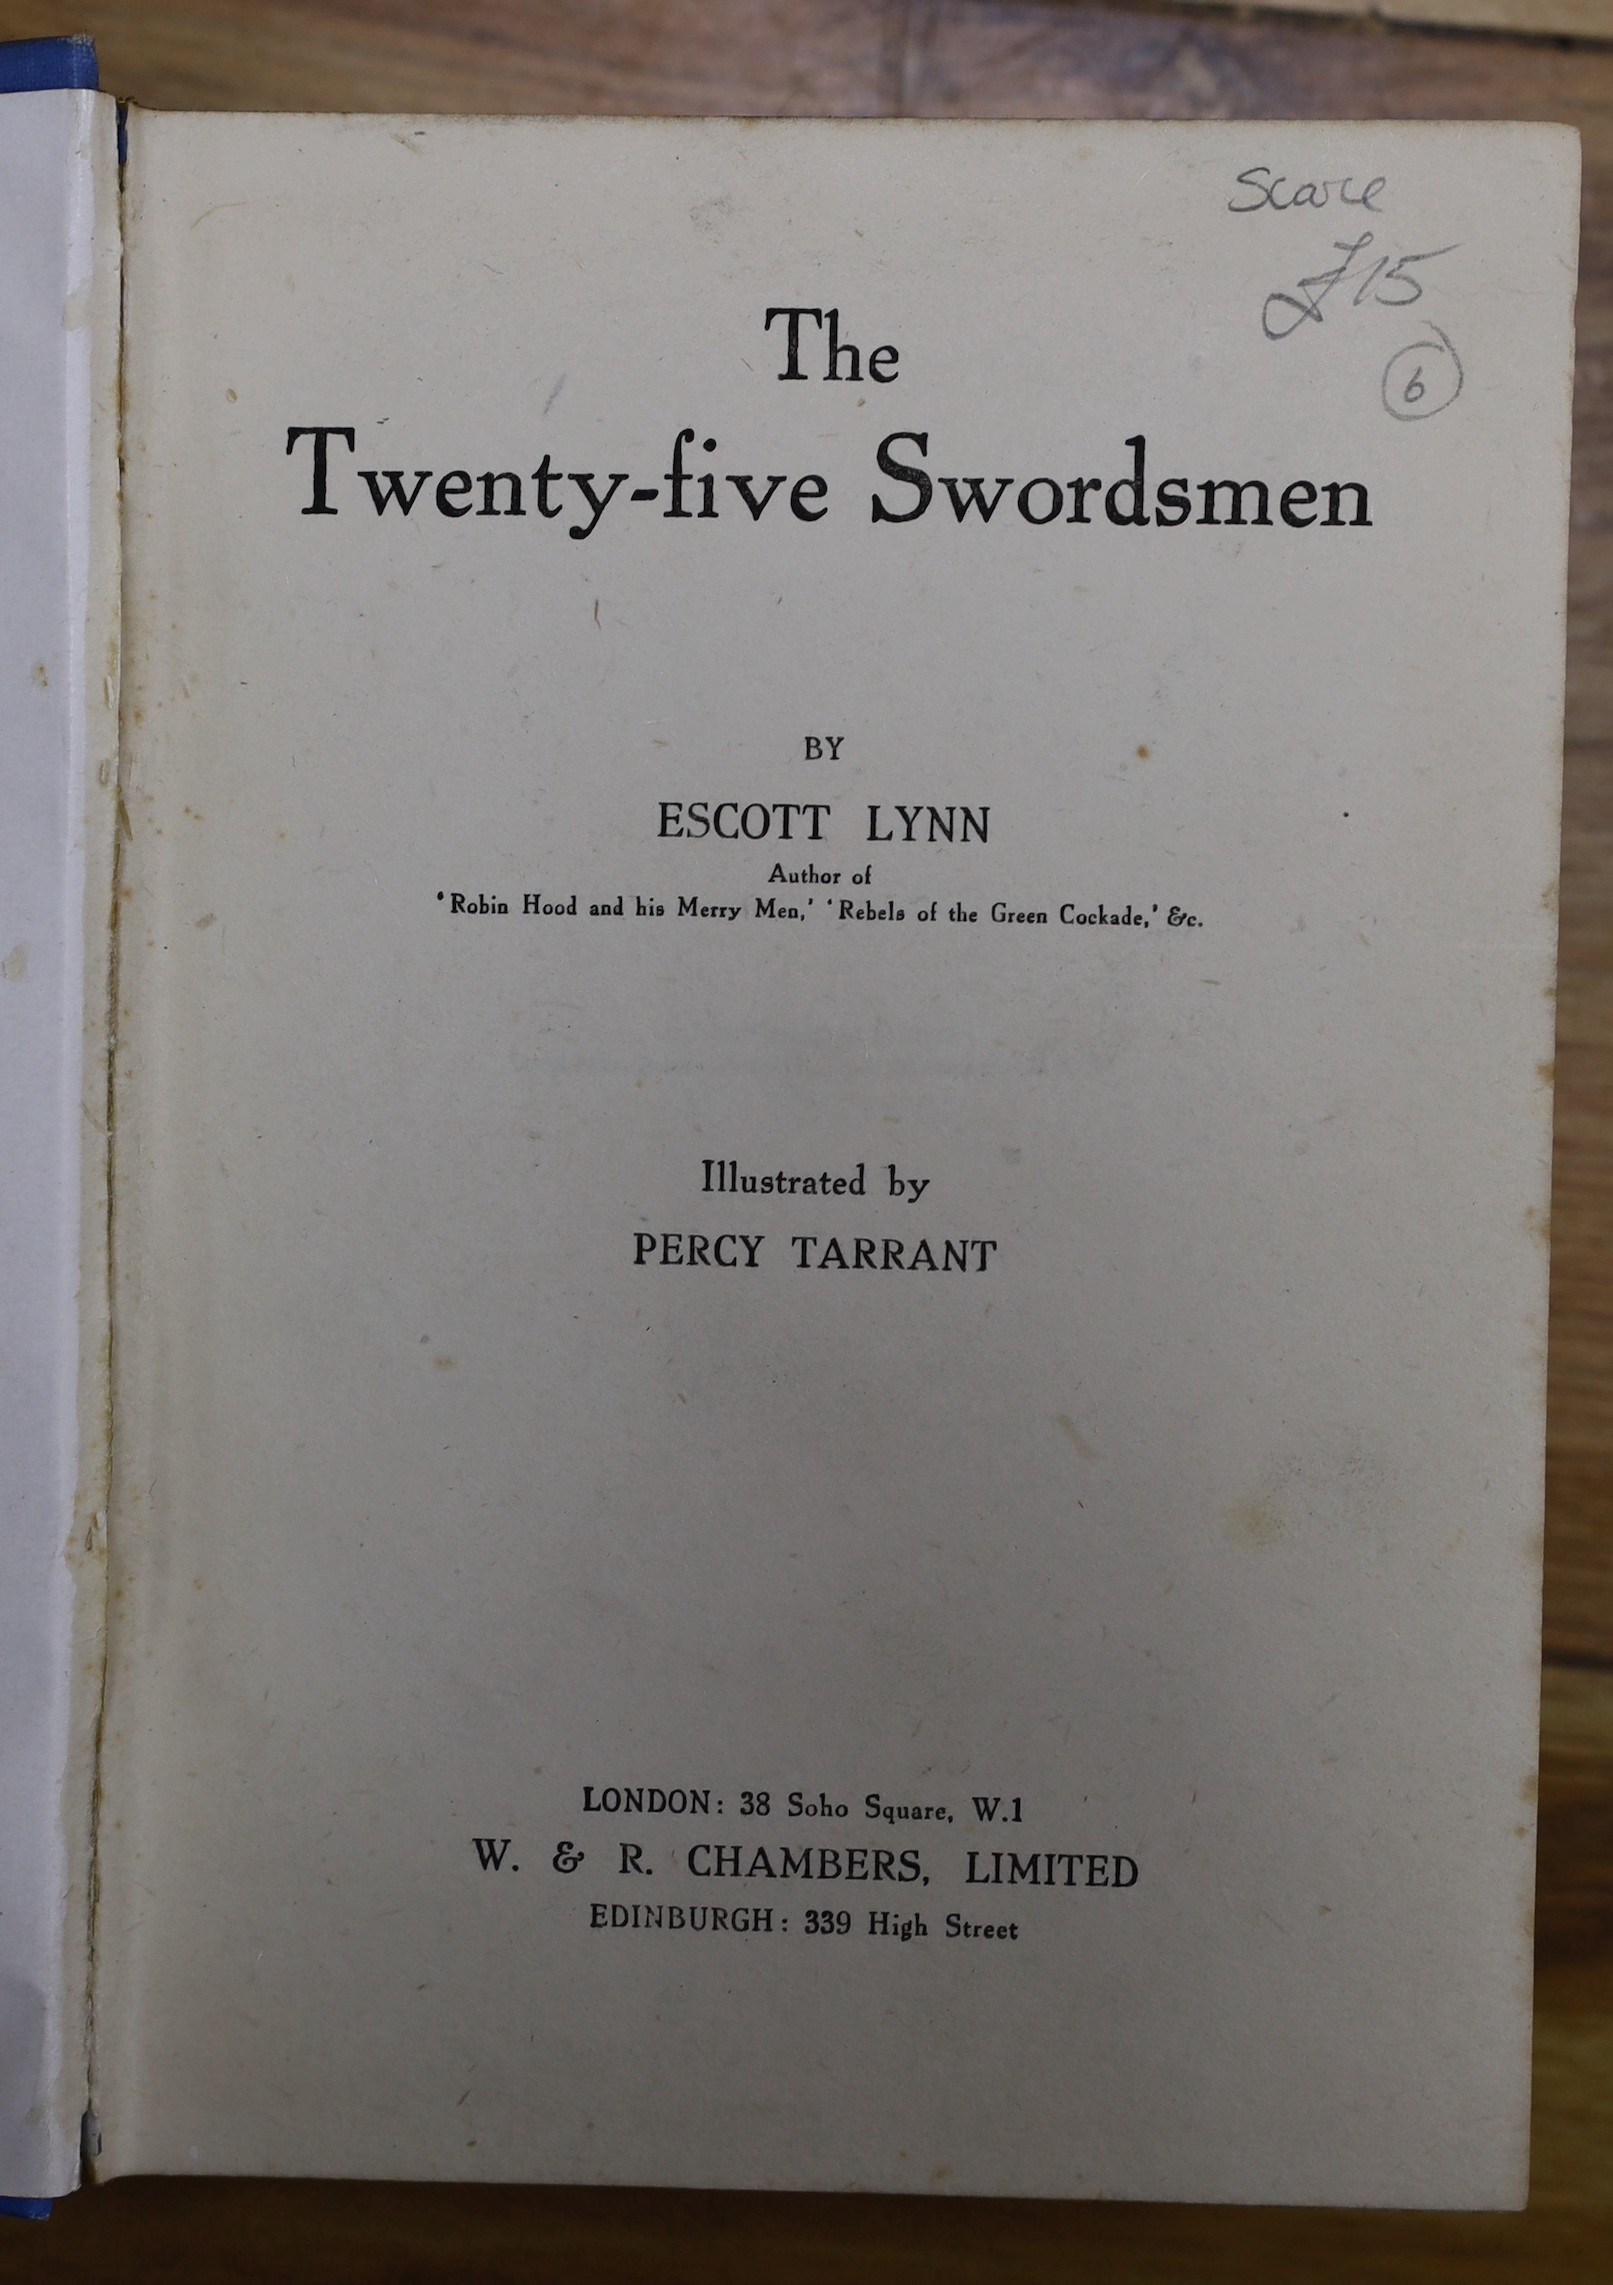 Scarce
£15
6
The
Twenty-five Swordsmen
BY
ESCOTT LYNN
Author of
‘Robin Hood and his Merry Men,’ ‘Rebels of the Green Cockade,’ &c.
Illustrated by
PERCY TARRANT
LONDON: 38 Soho Square, W.1
W. & R. CHAMBERS, LIMITED
EDINBURGH: 339 High Street